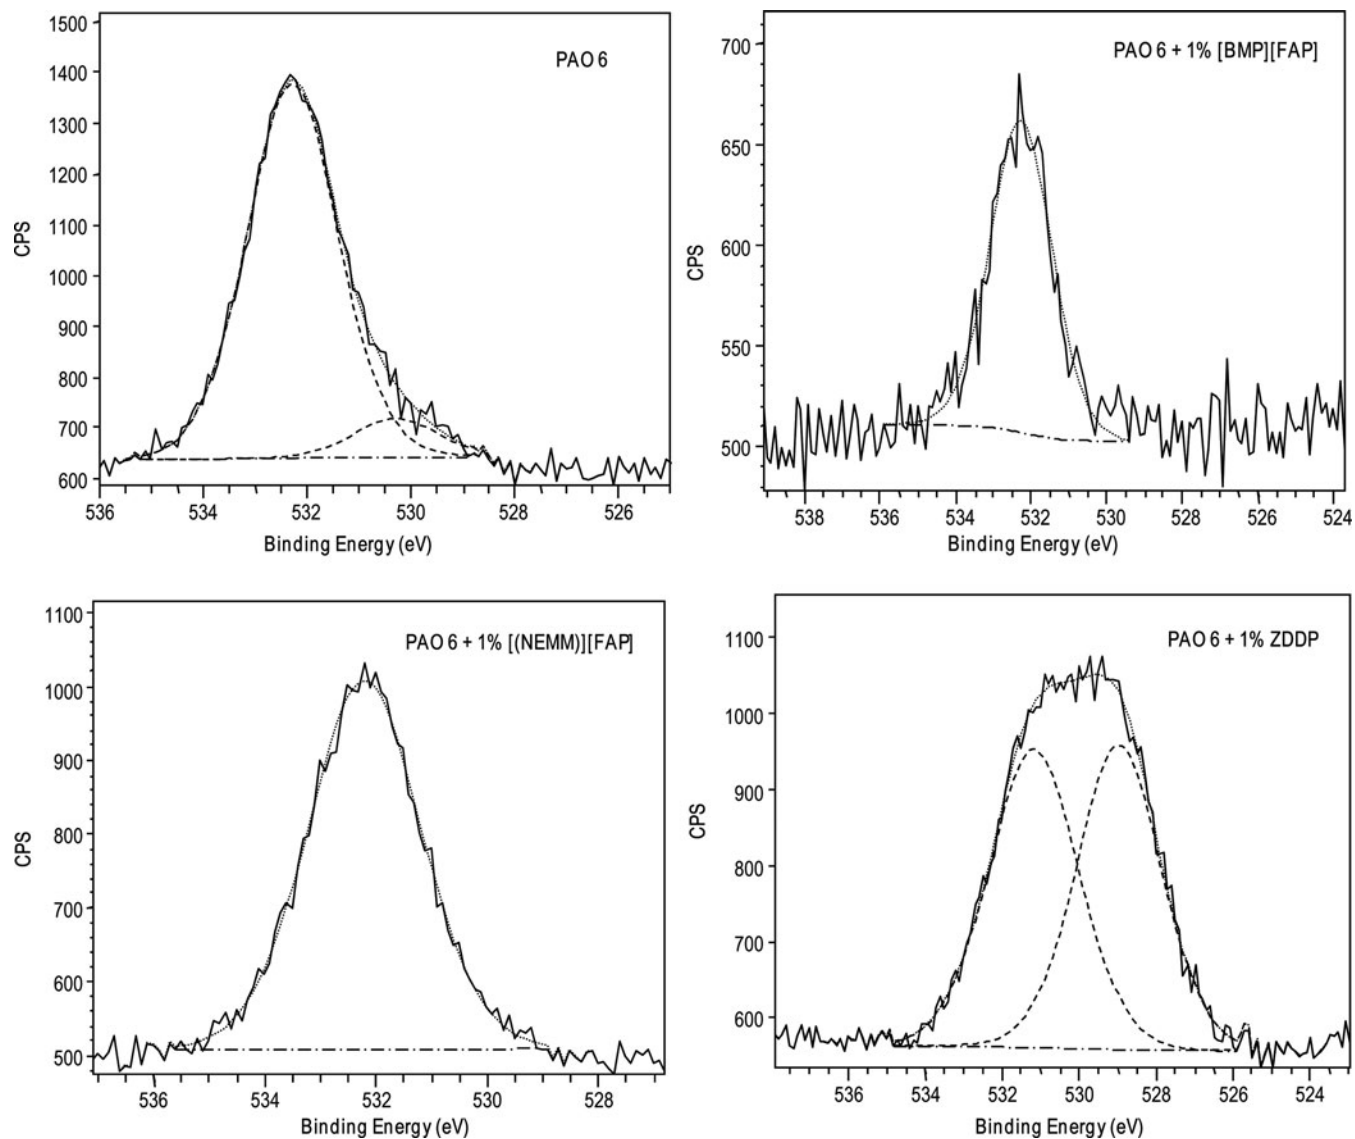 PAO 6
CPS
1500
1400
1300
1200
1100
1000
900
800
700
600
536 534 532 530 528 526
Binding Energy (eV)
PAO 6 + 1% [BMP][FAP]
CPS
700
650
600
550
500
538 536 534 532 530 528 526 524
Binding Energy (eV)
PAO 6 + 1% [(NEMM)][FAP]
CPS
1100
1000
900
800
700
600
500
536 534 532 530 528
Binding Energy (eV)
PAO 6 + 1% ZDDP
CPS
1100
1000
900
800
700
600
536 534 532 530 528 526 524
Binding Energy (eV)